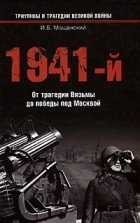 ТРИУМФЫ И ТРАГЕДИИ ВЕЛИКОЙ ВОЙНЫ
И.Б. Мощанский
1941-й
От трагедии Вязьмы
до победы под Москвой